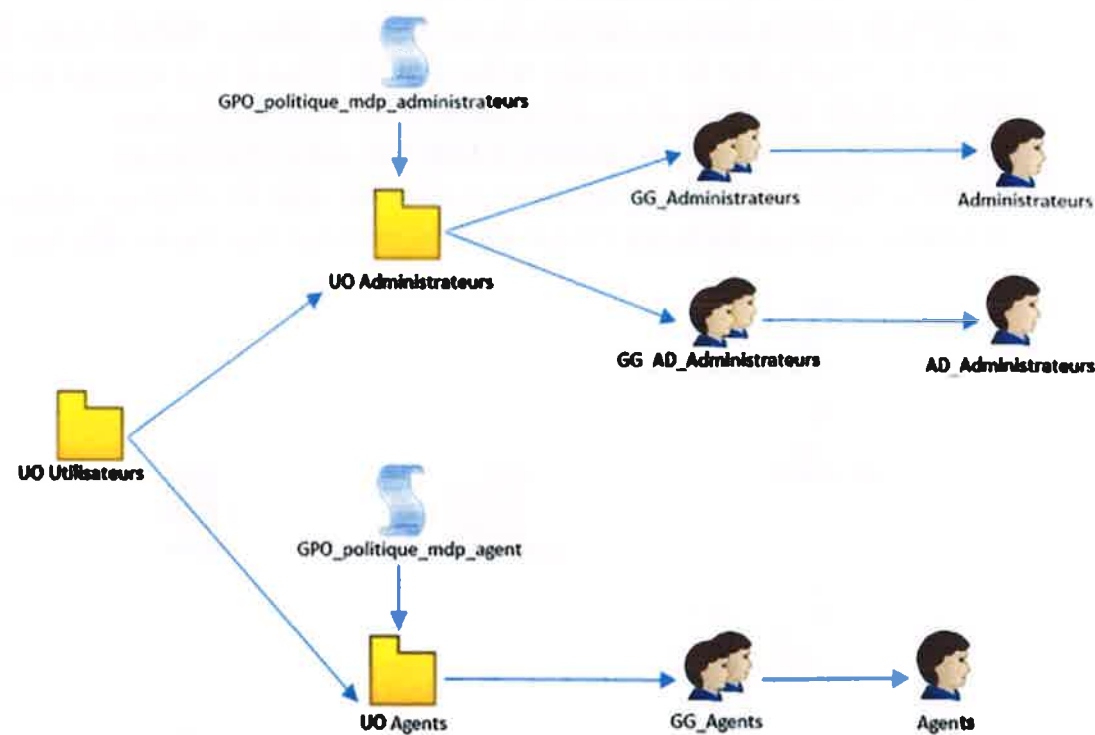 GPO_politique_mdp_administrateurs
GG_Administrateurs
Administrateurs
UO Administrateurs
GG AD_Administrateurs
AD_Administrateurs
UO Utilisateurs
GPO_politique_mdp_agent
UO Agents
GG_Agents
Agents